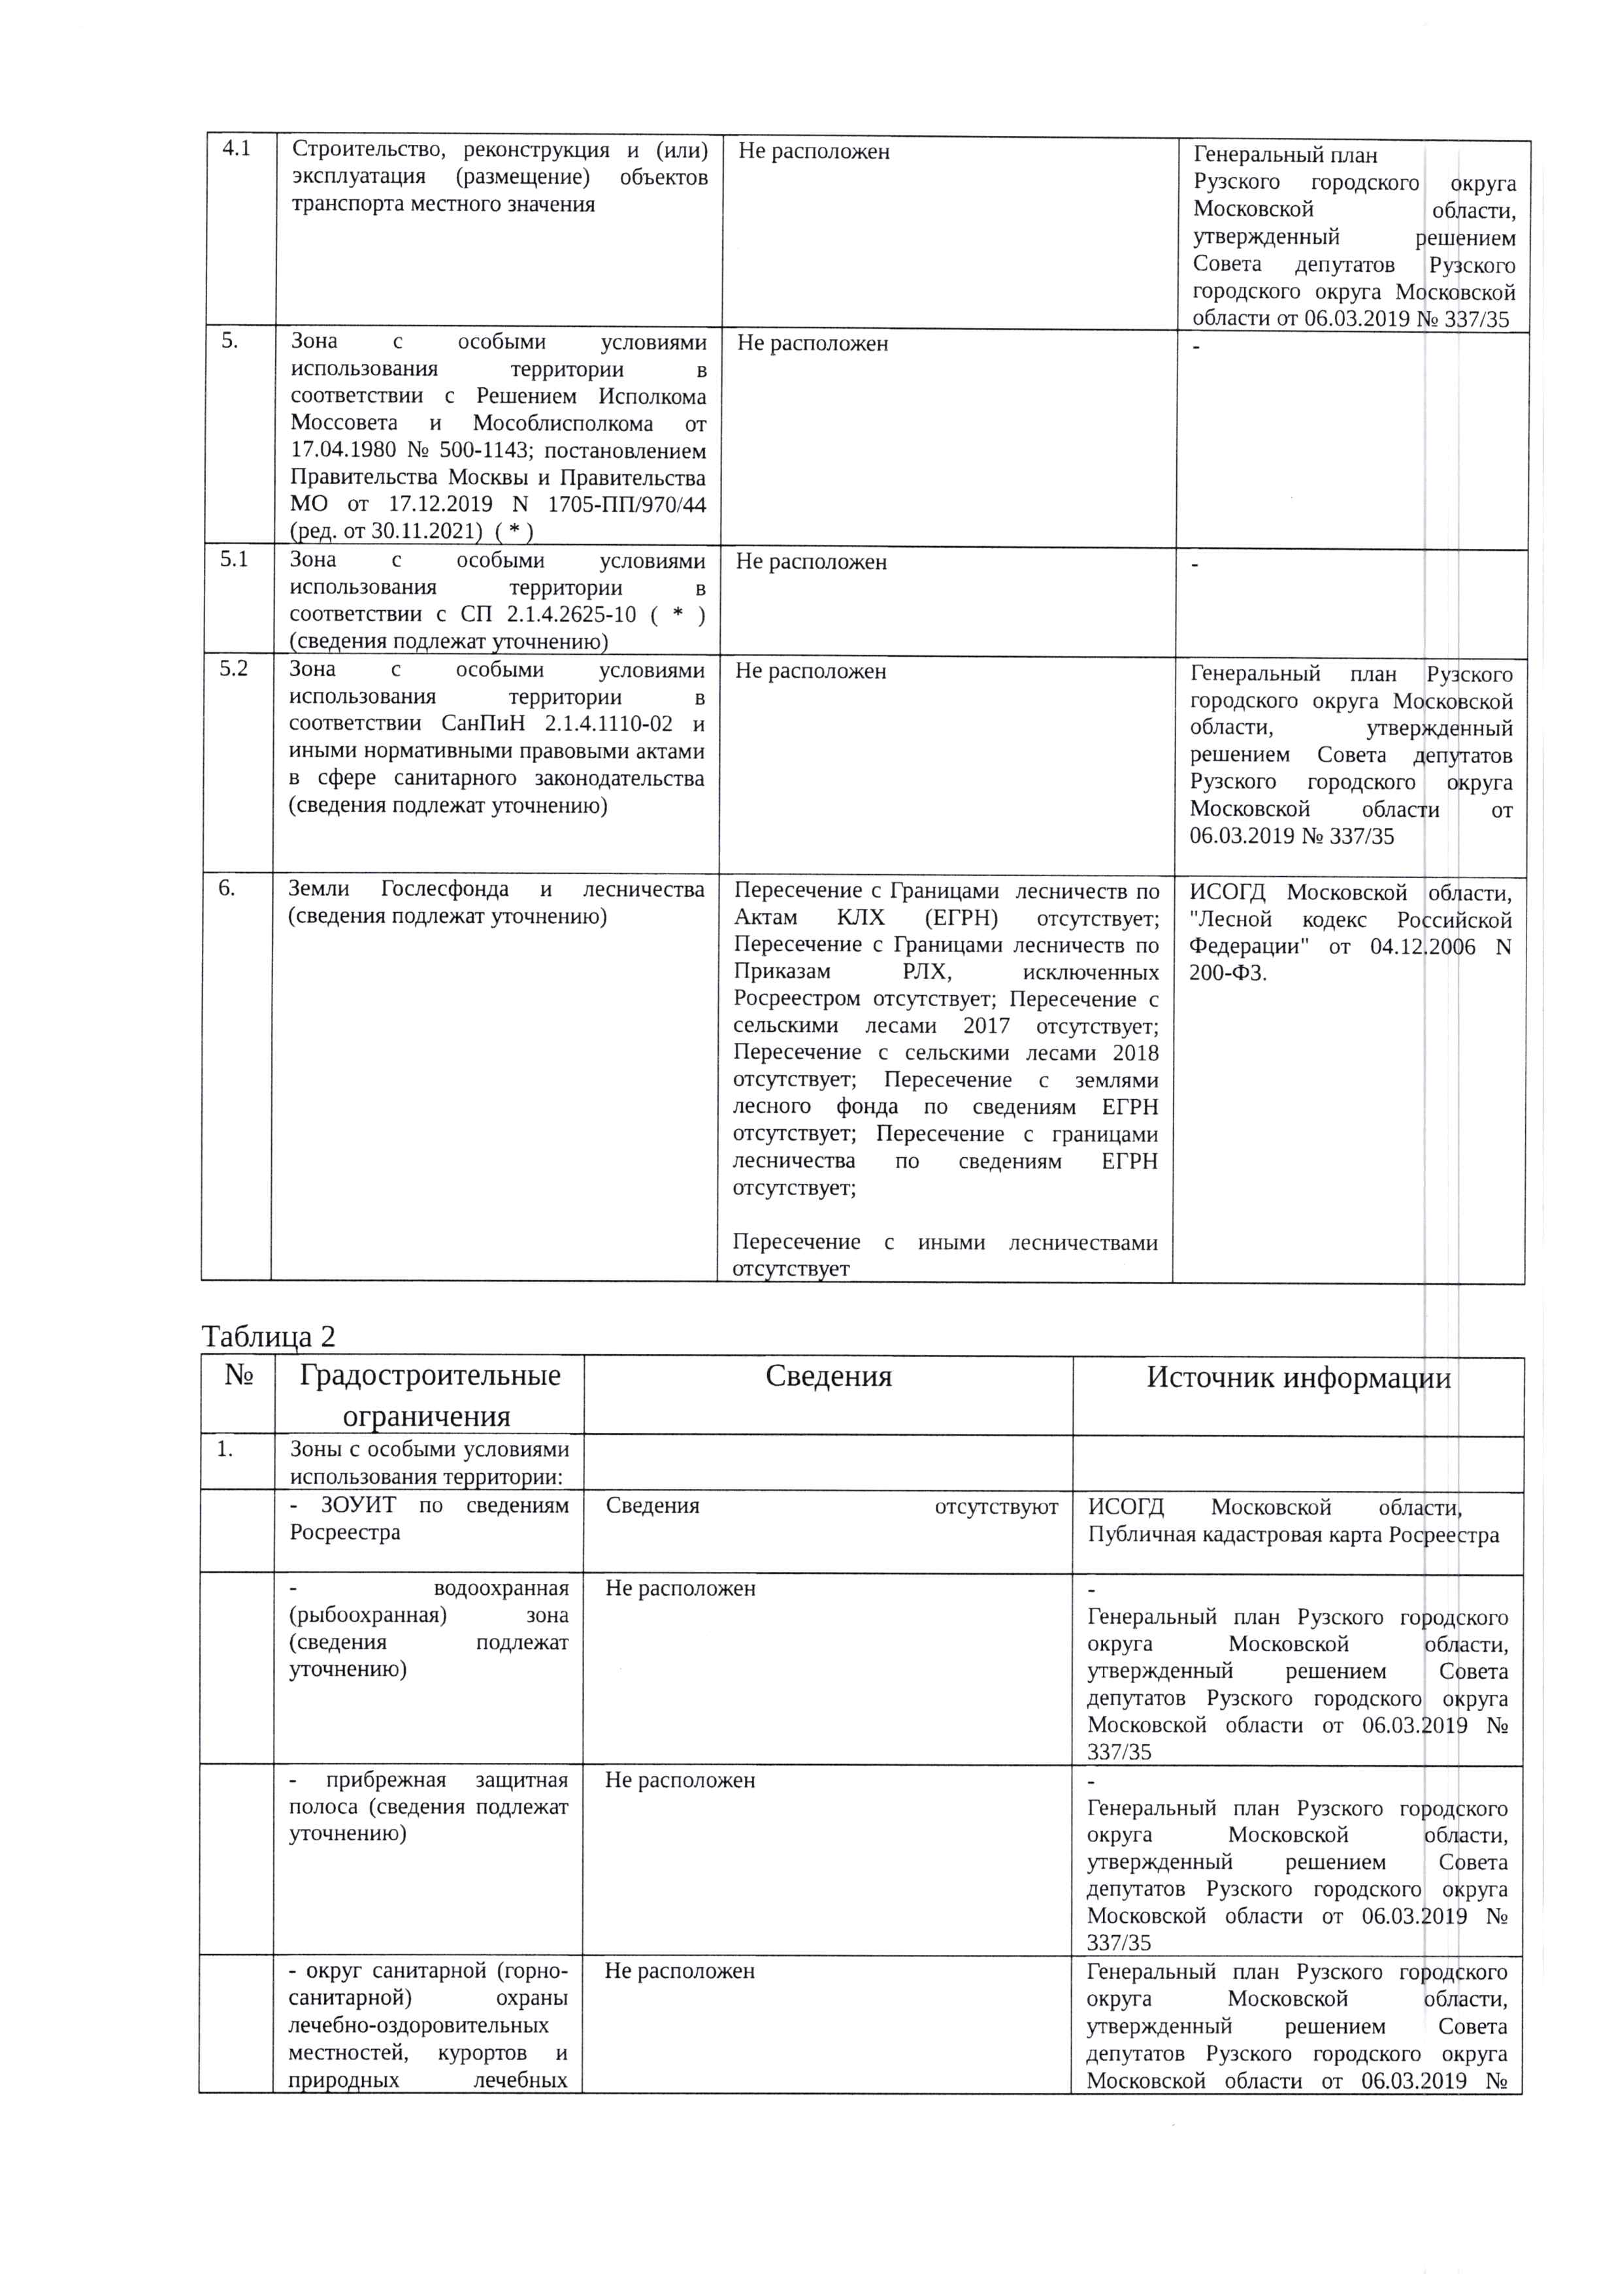 4.1
Строительство, реконструкция и (или)
эксплуатация (размещение) объектов
транспорта местного значения
Не расположен
Генеральный план
Рузского городского округа
Московской области,
утвержденный решением
Совета депутатов Рузского
городского округа Московской
области от 06.03.2019 № 337/35
5.
Зона с особыми условиями
использования территории в
соответствии с Решением Исполкома
Моссовета и Мособлисполкома от
17.04.1980 № 500-1143; постановлением
Правительства Москвы и Правительства
МО от 17.12.2019 N 1705-ПП/970/44
(ред. от 30.11.2021) ( * )
Не расположен
-
5.1
Зона с особыми условиями
использования территории в
соответствии с СП 2.1.4.2625-10 ( * )
(сведения подлежат уточнению)
Не расположен
-
5.2
Зона с особыми условиями
использования территории в
соответствии СанПиН 2.1.4.1110-02 и
иными нормативными правовыми актами
в сфере санитарного законодательства
(сведения подлежат уточнению)
Не расположен
Генеральный план Рузского
городского округа Московской
области, утвержденный
решением Совета депутатов
Рузского городского округа
Московской области от
06.03.2019 № 337/35
6.
Земли Гослесфонда и лесничества
(сведения подлежат уточнению)
Пересечение с Границами лесничеств по
Актам КЛХ (ЕГРН) отсутствует;
Пересечение с Границами лесничеств по
Приказам РЛХ, исключенных
Росреестром отсутствует; Пересечение с
сельскими лесами 2017 отсутствует;
Пересечение с сельскими лесами 2018
отсутствует; Пересечение с землями
лесного фонда по сведениям ЕГРН
отсутствует; Пересечение с границами
лесничества по сведениям ЕГРН
отсутствует;
Пересечение с иными лесничествами
отсутствует
ИСОГД Московской области,
"Лесной кодекс Российской
Федерации" от 04.12.2006 N
200-ФЗ.
Таблица 2
№
Градостроительные
ограничения
Сведения
Источник информации
1.
Зоны с особыми условиями
использования территории:
- ЗОУИТ по сведениям
Росреестра
Сведения отсутствуют
ИСОГД Московской области,
Публичная кадастровая карта Росреестра
- водоохранная
(рыбоохранная) зона
(сведения подлежат
уточнению)
Не расположен
-
Генеральный план Рузского городского
округа Московской области,
утвержденный решением Совета
депутатов Рузского городского округа
Московской области от 06.03.2019 №
337/35
- прибрежная защитная
полоса (сведения подлежат
уточнению)
Не расположен
-
Генеральный план Рузского городского
округа Московской области,
утвержденный решением Совета
депутатов Рузского городского округа
Московской области от 06.03.2019 №
337/35
- округ санитарной (горно-
санитарной) охраны
лечебно-оздоровительных
местностей, курортов и
природных лечебных
Не расположен
Генеральный план Рузского городского
округа Московской области,
утвержденный решением Совета
депутатов Рузского городского округа
Московской области от 06.03.2019 №